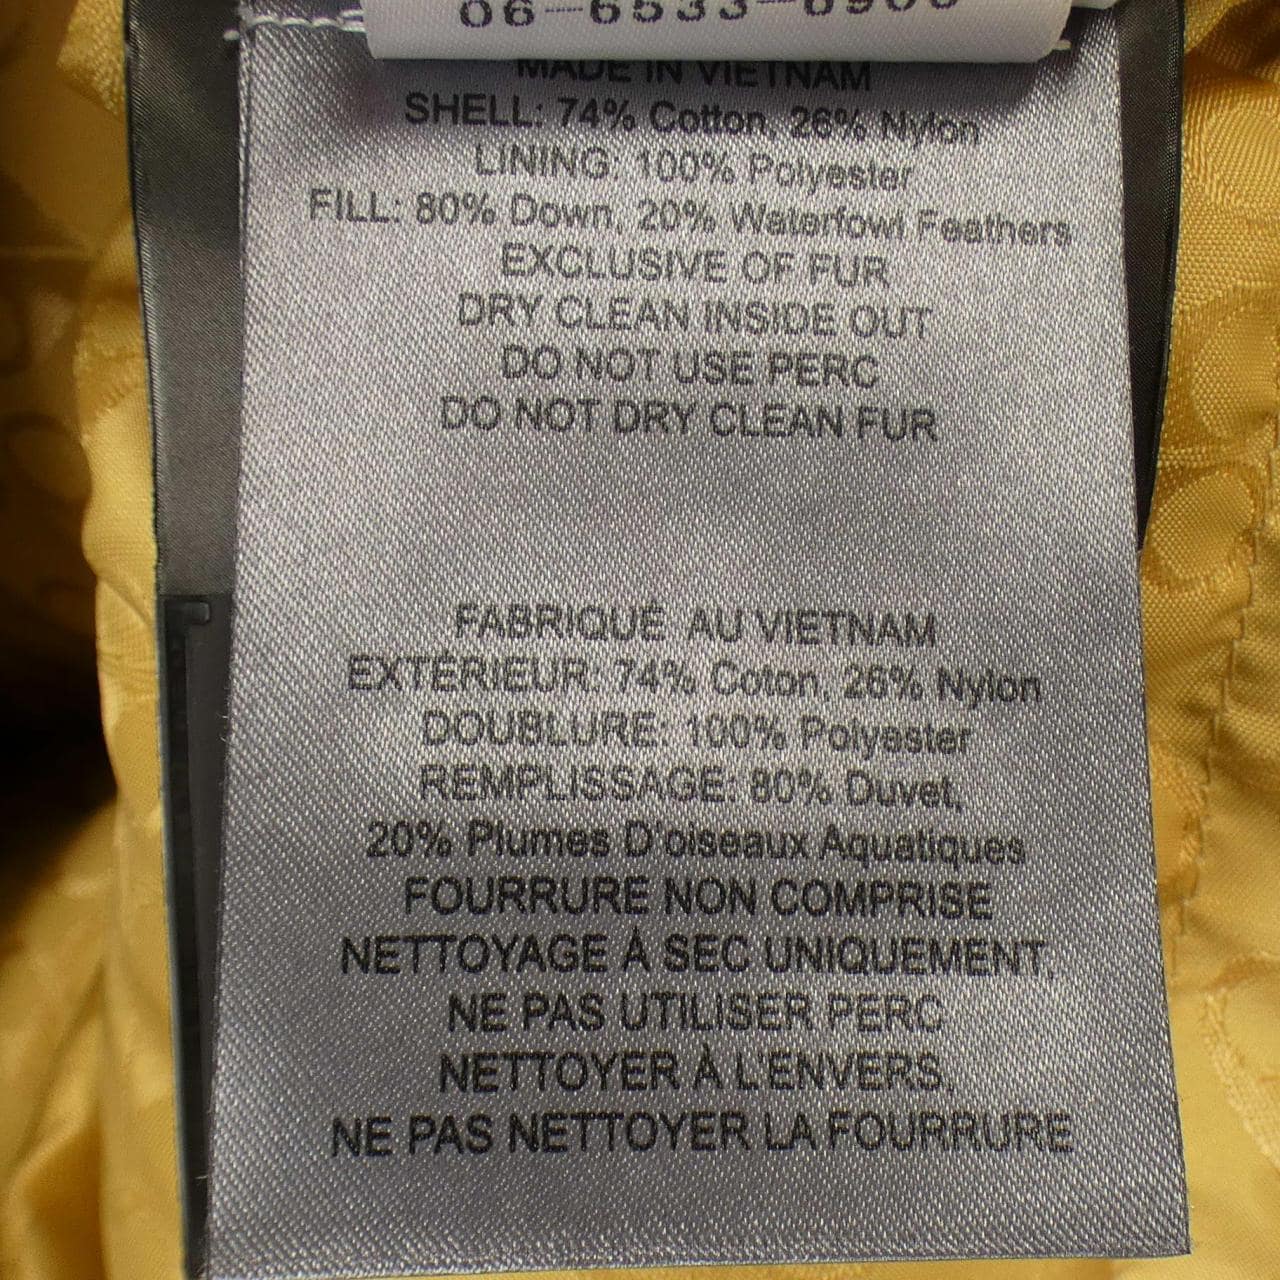 MADE IN VIETNAM
SHELL: 74% Cotton, 26% Nylon
LINING: 100% Polyester
FILL: 80% Down, 20% Waterfowl Feathers
EXCLUSIVE OF FUR
DRY CLEAN INSIDE OUT
DO NOT USE PERC
DO NOT DRY CLEAN FUR
FABRIQUÉ AU VIETNAM
EXTÉRIEUR: 74% Coton, 26% Nylon
DOUBLURE: 100% Polyester
REMPLISSAGE: 80% Duvet,
20% Plumes D'oiseaux Aquatiques
FOURRURE NON COMPRISE
NETTOYAGE À SEC UNIQUEMENT,
NE PAS UTILISER PERC
NETTOYER À L'ENVERS,
NE PAS NETTOYER LA FOURRURE